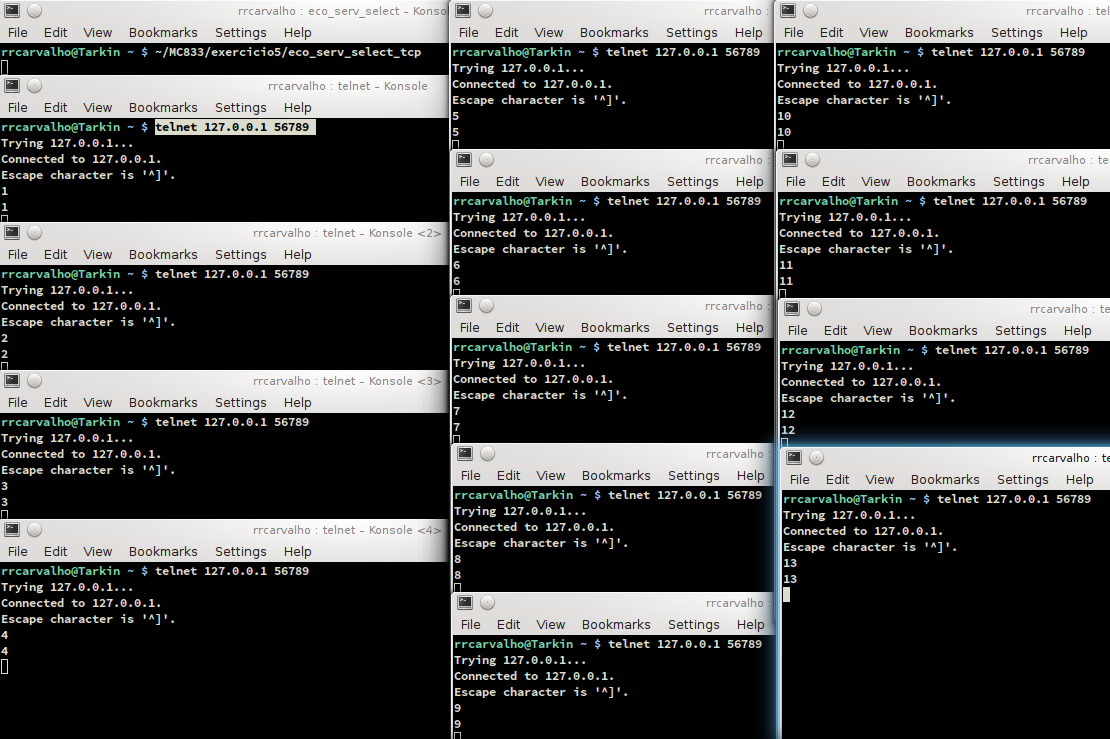 rrcarvalho : eco_serv_select – Konso
File Edit View Bookmarks Settings Help
rrcarvalho@Tarkin ~ $ ~/MC833/exercicio5/eco_serv_select_tcp
rrcarvalho : telnet – Konsole
File Edit View Bookmarks Settings Help
rrcarvalho@Tarkin ~ $ telnet 127.0.0.1 56789
Trying 127.0.0.1...
Connected to 127.0.0.1.
Escape character is '^]'.
1
1
rrcarvalho : telnet – Konsole <2>
File Edit View Bookmarks Settings Help
rrcarvalho@Tarkin ~ $ telnet 127.0.0.1 56789
Trying 127.0.0.1...
Connected to 127.0.0.1.
Escape character is '^]'.
2
2
rrcarvalho : telnet – Konsole <3>
File Edit View Bookmarks Settings Help
rrcarvalho@Tarkin ~ $ telnet 127.0.0.1 56789
Trying 127.0.0.1...
Connected to 127.0.0.1.
Escape character is '^]'.
3
3
rrcarvalho : telnet – Konsole <4>
File Edit View Bookmarks Settings Help
rrcarvalho@Tarkin ~ $ telnet 127.0.0.1 56789
Trying 127.0.0.1...
Connected to 127.0.0.1.
Escape character is '^]'.
4
4
rrcarvalho :
File Edit View Bookmarks Settings Help
rrcarvalho@Tarkin ~ $ telnet 127.0.0.1 56789
Trying 127.0.0.1...
Connected to 127.0.0.1.
Escape character is '^]'.
5
5
rrcarvalho :
File Edit View Bookmarks Settings Help
rrcarvalho@Tarkin ~ $ telnet 127.0.0.1 56789
Trying 127.0.0.1...
Connected to 127.0.0.1.
Escape character is '^]'.
6
6
rrcarvalho :
File Edit View Bookmarks Settings Help
rrcarvalho@Tarkin ~ $ telnet 127.0.0.1 56789
Trying 127.0.0.1...
Connected to 127.0.0.1.
Escape character is '^]'.
7
7
rrcarvalho :
File Edit View Bookmarks Settings Help
rrcarvalho@Tarkin ~ $ telnet 127.0.0.1 56789
Trying 127.0.0.1...
Connected to 127.0.0.1.
Escape character is '^]'.
8
8
rrcarvalho :
File Edit View Bookmarks Settings Help
rrcarvalho@Tarkin ~ $ telnet 127.0.0.1 56789
Trying 127.0.0.1...
Connected to 127.0.0.1.
Escape character is '^]'.
9
9
rrcarvalho : tel
File Edit View Bookmarks Settings Help
rrcarvalho@Tarkin ~ $ telnet 127.0.0.1 56789
Trying 127.0.0.1...
Connected to 127.0.0.1.
Escape character is '^]'.
10
10
rrcarvalho : te
File Edit View Bookmarks Settings Help
rrcarvalho@Tarkin ~ $ telnet 127.0.0.1 56789
Trying 127.0.0.1...
Connected to 127.0.0.1.
Escape character is '^]'.
11
11
rrcarvalho : te
File Edit View Bookmarks Settings Help
rrcarvalho@Tarkin ~ $ telnet 127.0.0.1 56789
Trying 127.0.0.1...
Connected to 127.0.0.1.
Escape character is '^]'.
12
12
rrcarvalho : te
File Edit View Bookmarks Settings Help
rrcarvalho@Tarkin ~ $ telnet 127.0.0.1 56789
Trying 127.0.0.1...
Connected to 127.0.0.1.
Escape character is '^]'.
13
13